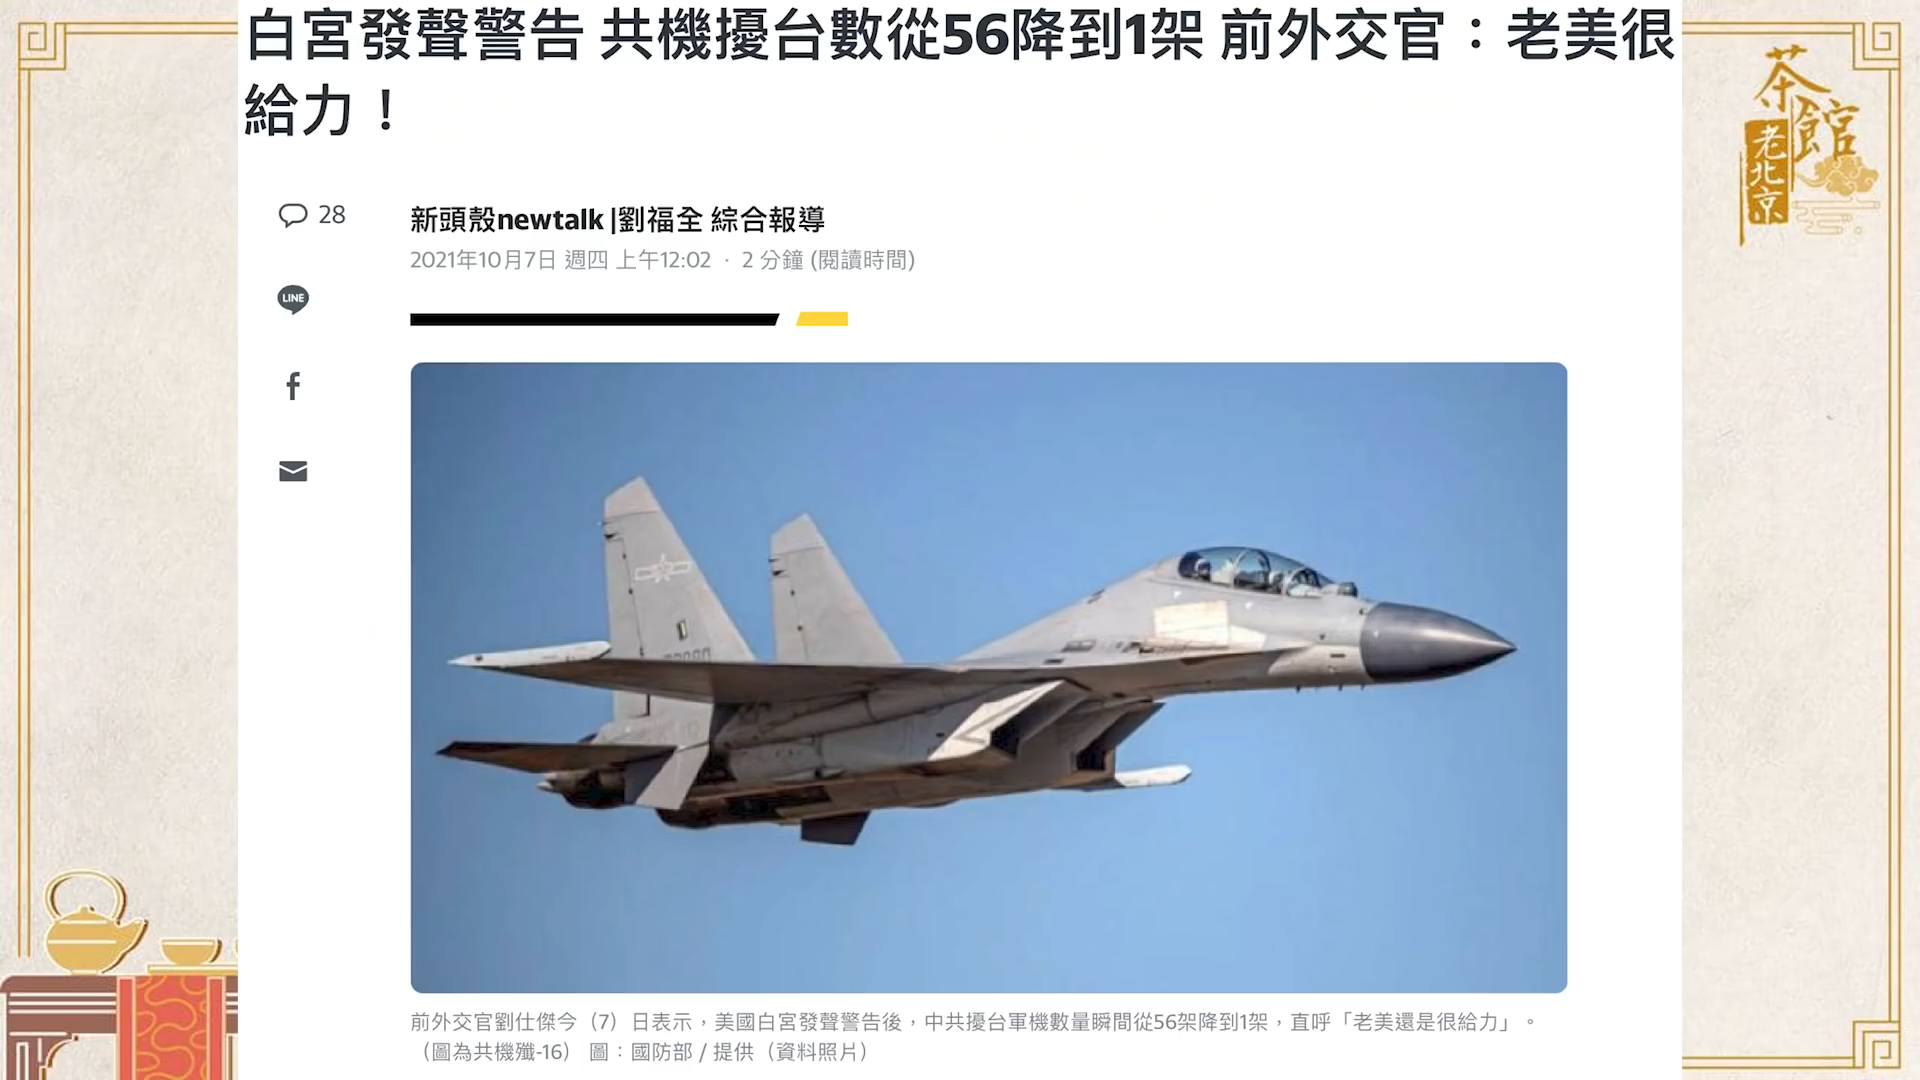 白宮發聲警告 共機擾台數從56降到1架 前外交官：老美很
給力！
茶館
老北京
28
新頭殼newtalk |劉福全 綜合報導
2021年10月7日 週四 上午12:02 · 2 分鐘 (閱讀時間)
LINE
前外交官劉仕傑今（7）日表示，美國白宮發聲警告後，中共擾台軍機數量瞬間從56架降到1架，直呼「老美還是很給力」。
（圖為共機殲-16） 圖：國防部 / 提供（資料照片）